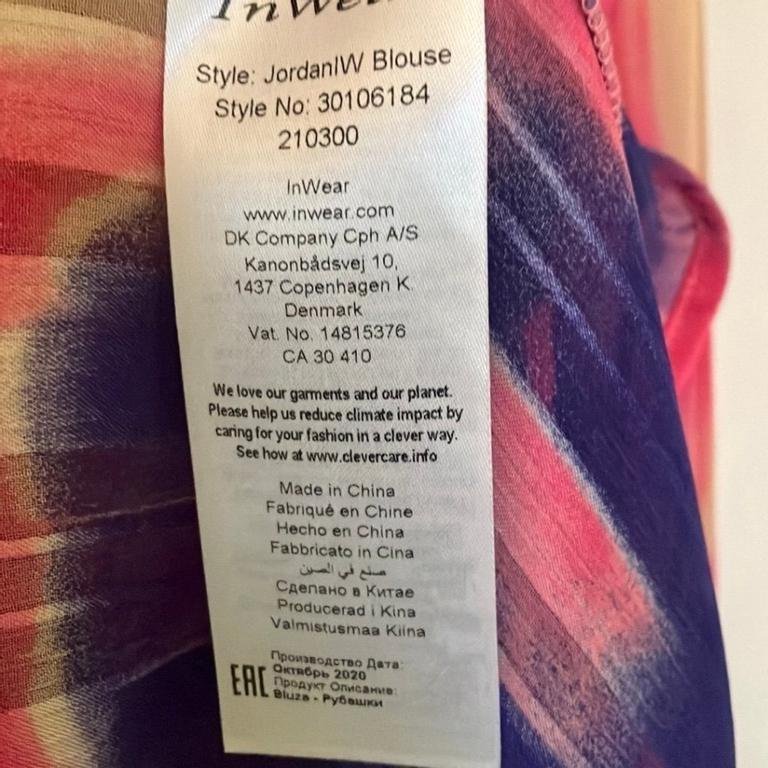 InWear
Style: JordanIW Blouse
Style No: 30106184
210300
InWear
www.inwear.com
DK Company Cph A/S
Kanonbådsvej 10,
1437 Copenhagen K.
Denmark
Vat. No. 14815376
CA 30 410
We love our garments and our planet.
Please help us reduce climate impact by
caring for your fashion in a clever way.
See how at www.clevercare.info
Made in China
Fabriqué en Chine
Hecho en China
Fabbricato in Cina
صنع في الصين
Сделано в Китае
Producerad i Kina
Valmistusmaa Kiina
EAC
Производство Дата:
Октябрь 2020
Продукт Описание:
Bluza - Рубашки